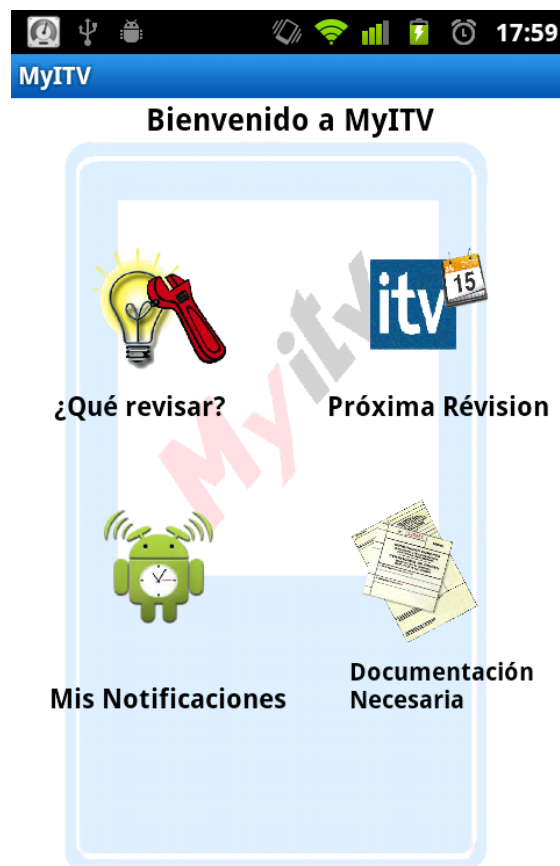 17:59
MyITV
Bienvenido a MyITV
itv
15
Myitv
¿Qué revisar?
Próxima Révision
Mis Notificaciones
Documentación
Necesaria